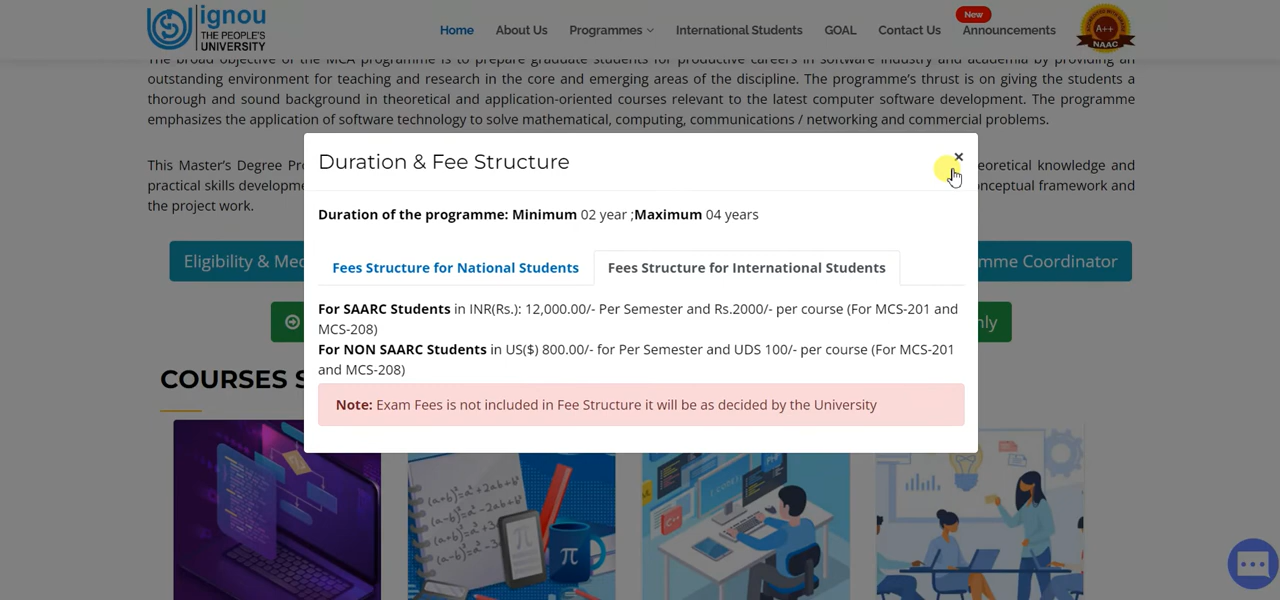 ignou
THE PEOPLE'S
UNIVERSITY
Home About Us Programmes International Students GOAL Contact Us Announcements
New
A++
NAAC
The broad objective of the MCA programme is to prepare graduate students for productive careers in software industry and academia by providing an
outstanding environment for teaching and research in the core and emerging areas of the discipline. The programme's thrust is on giving the students a
thorough and sound background in theoretical and application-oriented courses relevant to the latest computer software development. The programme
emphasizes the application of software technology to solve mathematical, computing, communications / networking and commercial problems.
This Master's Degree Pr
eoretical knowledge and
practical skills developme
onceptual framework and
the project work.
Duration & Fee Structure
×
Duration of the programme: Minimum 02 year ;Maximum 04 years
Fees Structure for National Students Fees Structure for International Students
For SAARC Students in INR(Rs.): 12,000.00/- Per Semester and Rs.2000/- per course (For MCS-201 and
MCS-208)
For NON SAARC Students in US($) 800.00/- for Per Semester and UDS 100/- per course (For MCS-201
and MCS-208)
Note: Exam Fees is not included in Fee Structure it will be as decided by the University
Eligibility & Med
mme Coordinator
nly
COURSES S